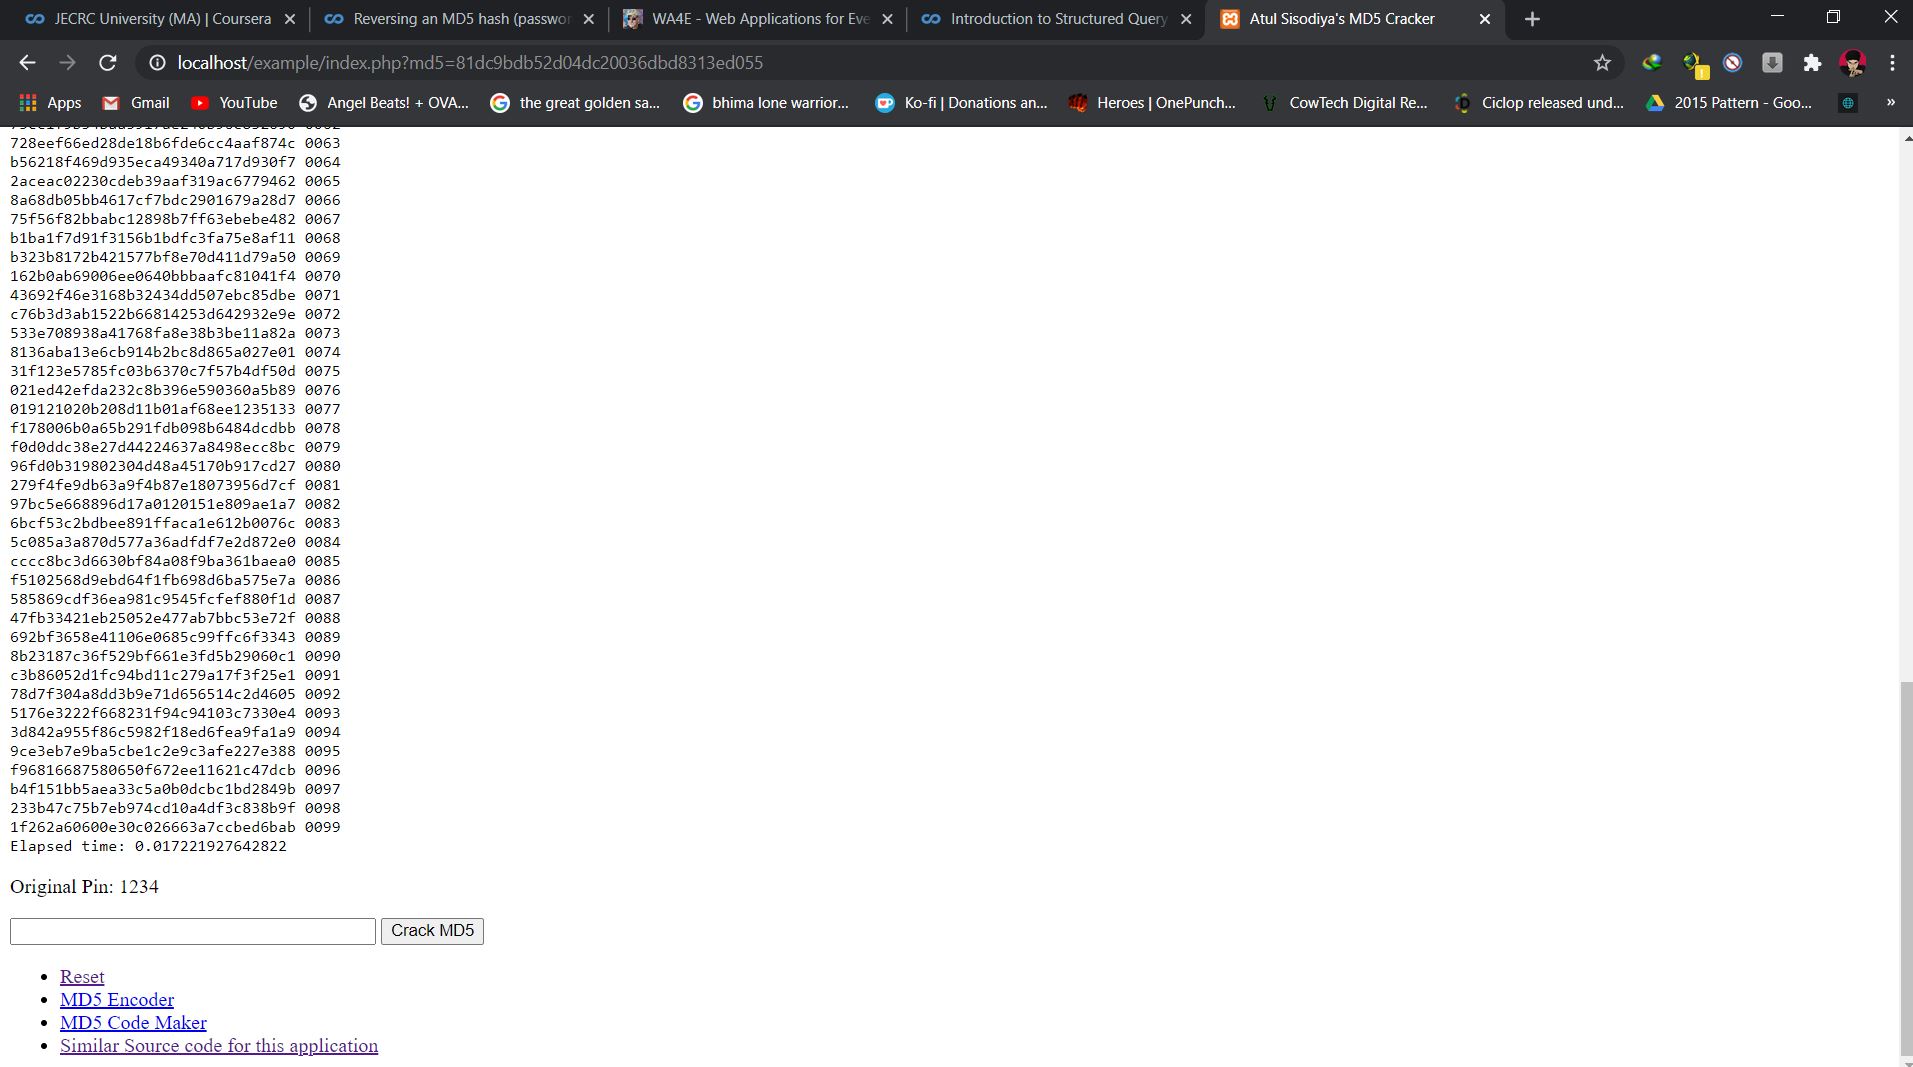 JECRC University (MA) | Coursera
Reversing an MD5 hash (passwor
WA4E - Web Applications for Eve
Introduction to Structured Query
Atul Sisodiya's MD5 Cracker
localhost/example/index.php?md5=81dc9bdb52d04dc20036dbd8313ed055
Apps
Gmail
YouTube
Angel Beats! + OVA...
the great golden sa...
bhima lone warrior...
Ko-fi | Donations an...
Heroes | OnePunch...
CowTech Digital Re...
Ciclop released und...
2015 Pattern - Goo...
»
728eef66ed28de18b6fde6cc4aaf874c 0063
b56218f469d935eca49340a717d930f7 0064
2aceac02230cdeb39aaf319ac6779462 0065
8a68db05bb4617cf7bdc2901679a28d7 0066
75f56f82bbabc12898b7ff63ebebe482 0067
b1ba1f7d91f3156b1bdfc3fa75e8af11 0068
b323b8172b421577bf8e70d411d79a50 0069
162b0ab69006ee0640bbbaafc81041f4 0070
43692f46e3168b32434dd507ebc85dbe 0071
c76b3d3ab1522b66814253d642932e9e 0072
533e708938a41768fa8e38b3be11a82a 0073
8136aba13e6cb914b2bc8d865a027e01 0074
31f123e5785fc03b6370c7f57b4df50d 0075
021ed42efda232c8b396e590360a5b89 0076
019121020b208d11b01af68ee1235133 0077
f178006b0a65b291fdb098b6484dcdbb 0078
f0d0ddc38e27d44224637a8498ecc8bc 0079
96fd0b319802304d48a45170b917cd27 0080
279f4fe9db63a9f4b87e18073956d7cf 0081
97bc5e668896d17a0120151e809ae1a7 0082
6bcf53c2bdbee891ffaca1e612b0076c 0083
5c085a3a870d577a36adfdf7e2d872e0 0084
cccc8bc3d6630bf84a08f9ba361baea0 0085
f5102568d9ebd64f1fb698d6ba575e7a 0086
585869cdf36ea981c9545fcfef880f1d 0087
47fb33421eb25052e477ab7bbc53e72f 0088
692bf3658e41106e0685c99ffc6f3343 0089
8b23187c36f529bf661e3fd5b29060c1 0090
c3b86052d1fc94bd11c279a17f3f25e1 0091
78d7f304a8dd3b9e71d656514c2d4605 0092
5176e3222f668231f94c94103c7330e4 0093
3d842a955f86c5982f18ed6fea9fa1a9 0094
9ce3eb7e9ba5cbe1c2e9c3afe227e388 0095
f96816687580650f672ee11621c47dcb 0096
b4f151bb5aea33c5a0b0dcbc1bd2849b 0097
233b47c75b7eb974cd10a4df3c838b9f 0098
1f262a60600e30c026663a7ccbed6bab 0099
Elapsed time: 0.017221927642822
Original Pin: 1234
Crack MD5
Reset
MD5 Encoder
MD5 Code Maker
Similar Source code for this application